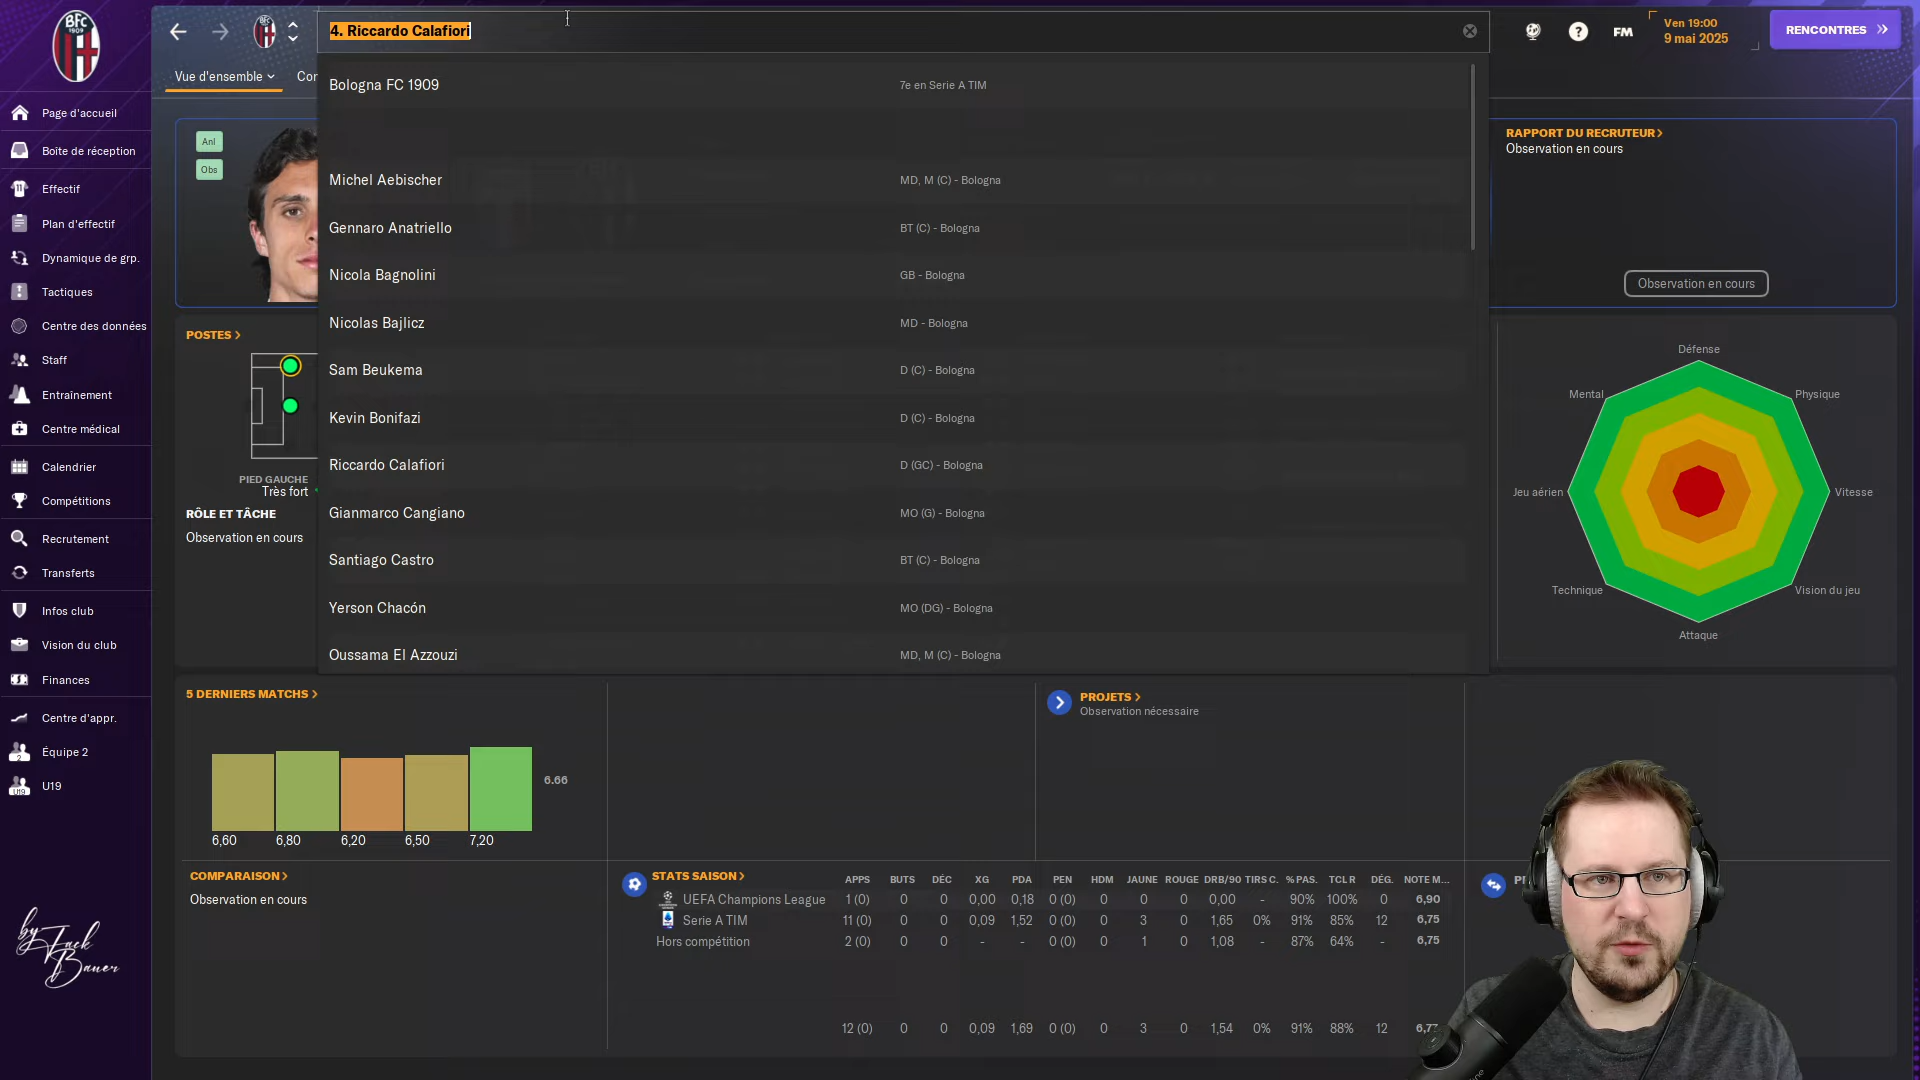 BFC
1909
4. Riccardo Calafiori
FM
Ven 19:00
9 mai 2025
RENCONTRES
Vue d'ensemble
Con
Page d'accueil
Boîte de réception
Effectif
Plan d'effectif
Dynamique de grp.
Tactiques
Centre des données
Staff
Entraînement
Centre médical
Calendrier
Compétitions
Recrutement
Transferts
Infos club
Vision du club
Finances
Centre d'appr.
Équipe 2
U19
by Jack
Bauer
Anl
Obs
Bologna FC 1909
7e en Serie A TIM
Michel Aebischer
MD, M (C) - Bologna
Gennaro Anatriello
BT (C) - Bologna
Nicola Bagnolini
GB - Bologna
Nicolas Bajlicz
MD - Bologna
Sam Beukema
D (C) - Bologna
Kevin Bonifazi
D (C) - Bologna
Riccardo Calafiori
D (GC) - Bologna
Gianmarco Cangiano
MO (G) - Bologna
Santiago Castro
BT (C) - Bologna
Yerson Chacón
MO (DG) - Bologna
Oussama El Azzouzi
MD, M (C) - Bologna
RAPPORT DU RECRUTEUR
Observation en cours
Observation en cours
POSTES
PIED GAUCHE
Très fort
RÔLE ET TÂCHE
Observation en cours
Défense
Mental
Physique
Jeu aérien
Vitesse
Technique
Vision du jeu
Attaque
5 DERNIERS MATCHS
6.66
6,60 6,80 6,20 6,50 7,20
PROJETS
Observation nécessaire
COMPARAISON
Observation en cours
STATS SAISON APPS BUTS DÉC XG PDA PEN HDM JAUNE ROUGE DRB/90 TIRS C. % PAS. TCL R DÉG. NOTE M...
UEFA Champions League 1 (0) 0 0 0,00 0,18 0 (0) 0 0 0 0,00 - 90% 100% 0 6,90
Serie A TIM 11 (0) 0 0 0,09 1,52 0 (0) 0 3 0 1,65 0% 91% 85% 12 6,75
Hors compétition 2 (0) 0 0 - - 0 (0) 0 1 0 1,08 - 87% 64% - 6,75
12 (0) 0 0 0,09 1,69 0 (0) 0 3 0 1,54 0% 91% 88% 12